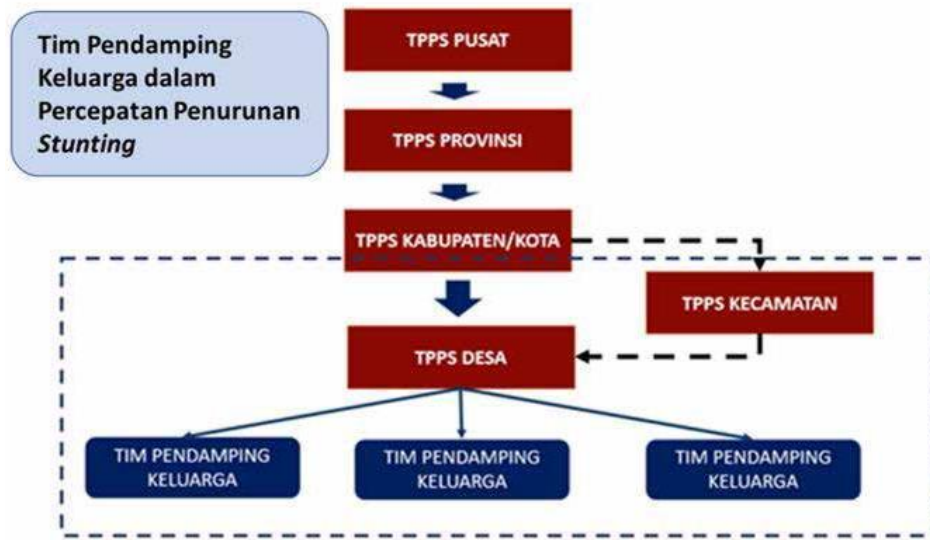 Tim Pendamping
Keluarga dalam
Percepatan Penurunan
Stunting
TPPS PUSAT
TPPS PROVINSI
TPPS KABUPATEN/KOTA
TPPS KECAMATAN
TPPS DESA
TIM PENDAMPING
KELUARGA
TIM PENDAMPING
KELUARGA
TIM PENDAMPING
KELUARGA